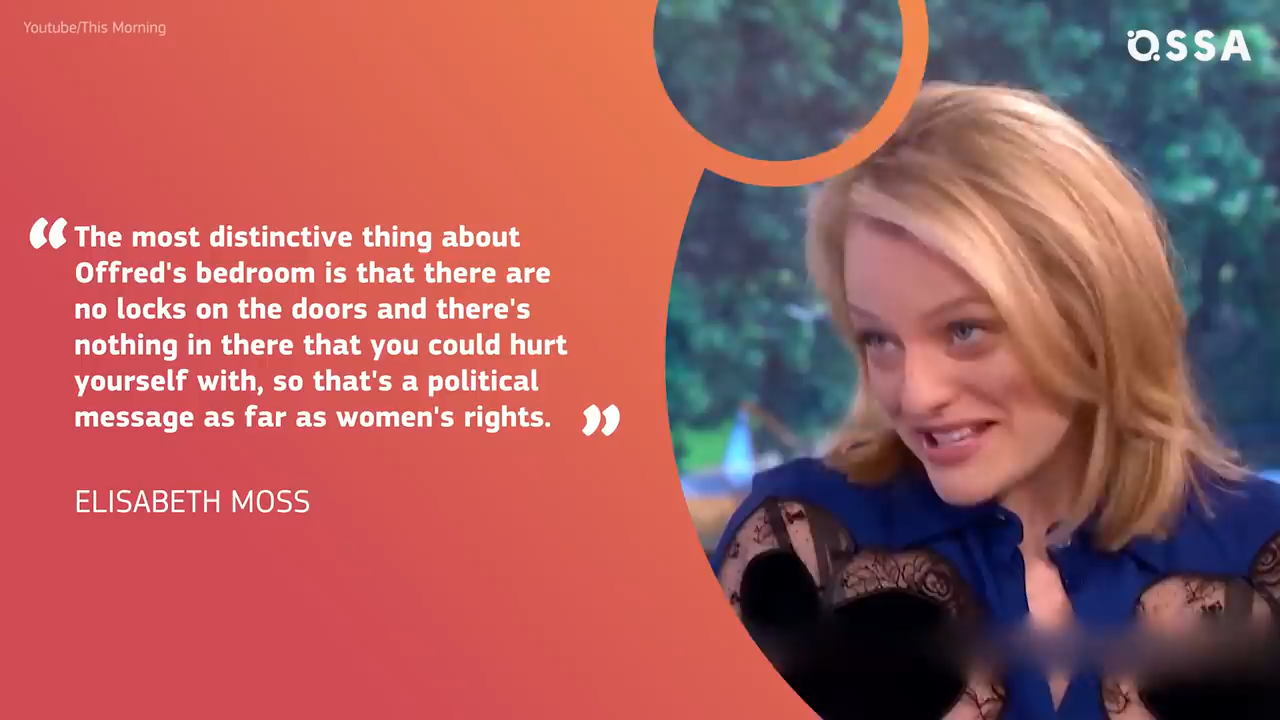 Youtube/This Morning
OSSA
“The most distinctive thing about
Offred's bedroom is that there are
no locks on the doors and there's
nothing in there that you could hurt
yourself with, so that's a political
message as far as women's rights.”
ELISABETH MOSS